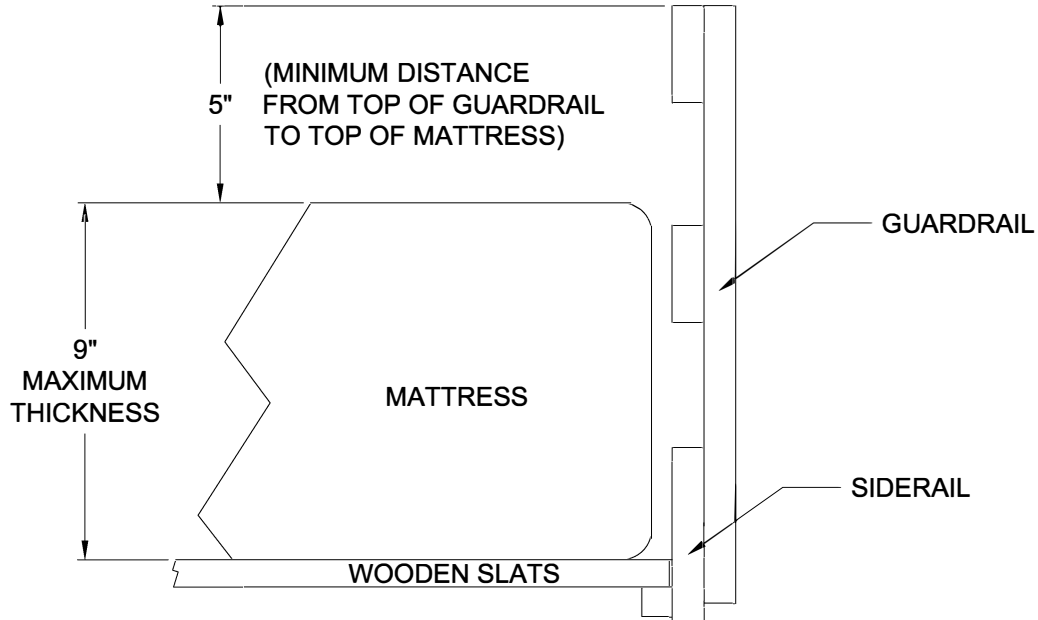 (MINIMUM DISTANCE
5" FROM TOP OF GUARDRAIL
TO TOP OF MATTRESS)
GUARDRAIL
9"
MAXIMUM
THICKNESS
MATTRESS
SIDERAIL
WOODEN SLATS